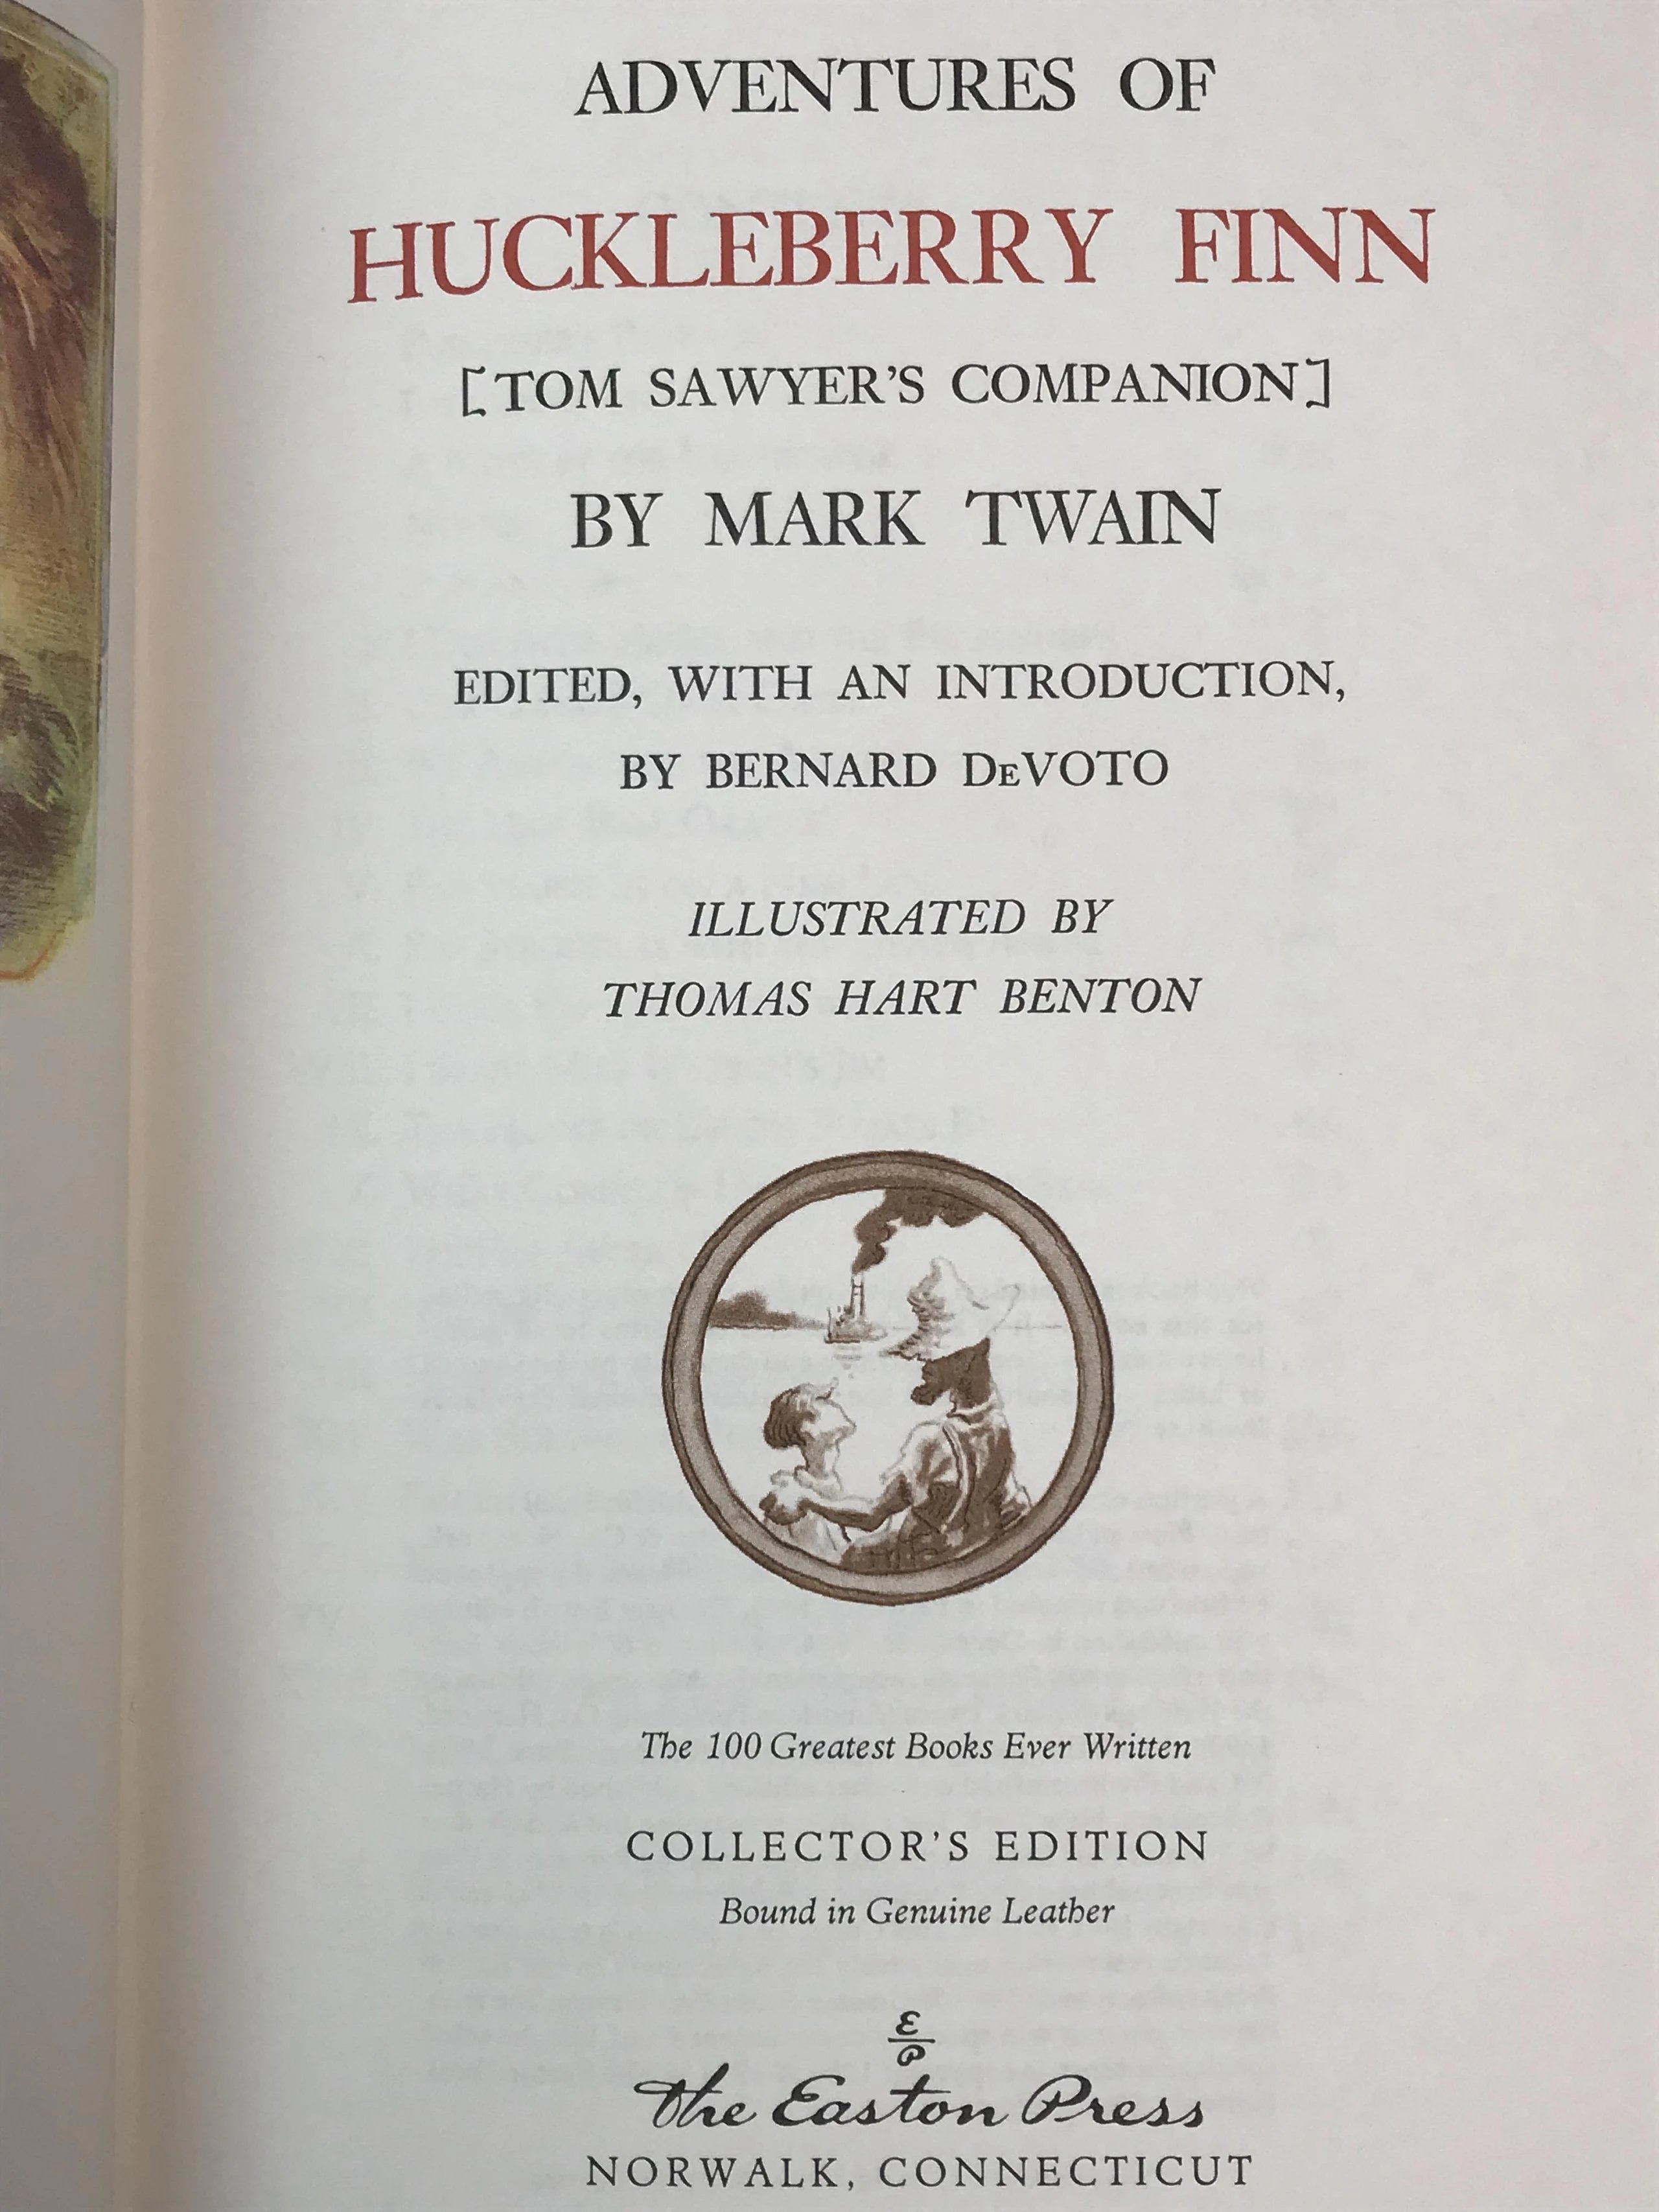 ADVENTURES OF
HUCKLEBERRY FINN
[TOM SAWYER'S COMPANION]
BY MARK TWAIN
EDITED, WITH AN INTRODUCTION,
BY BERNARD DeVOTO
ILLUSTRATED BY
THOMAS HART BENTON
The 100 Greatest Books Ever Written
COLLECTOR'S EDITION
Bound in Genuine Leather
E
P
The Easton Press
NORWALK, CONNECTICUT